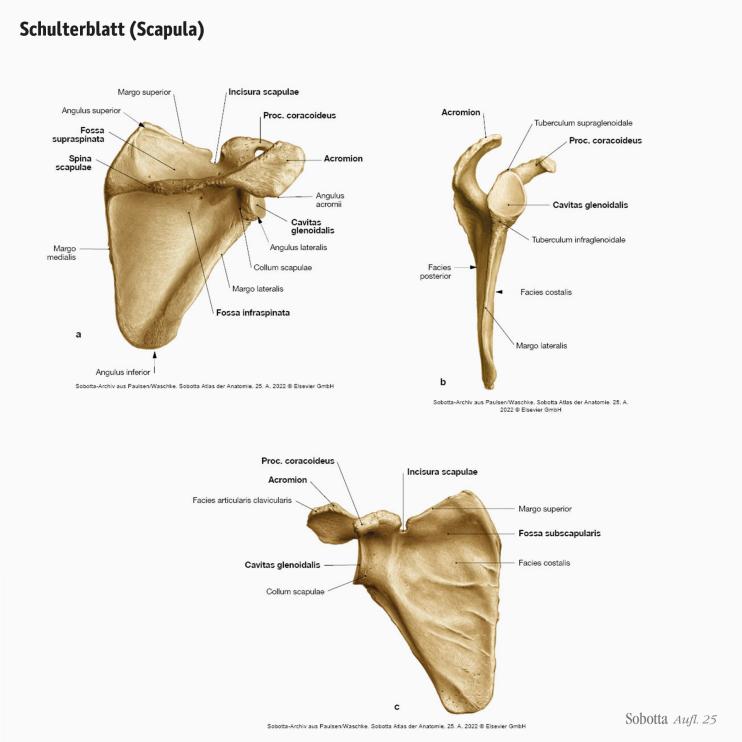 Schulterblatt (Scapula)
Margo superior
Incisura scapulae
Angulus superior
Proc. coracoideus
Fossa
supraspinata
Spina
scapulae
Acromion
Angulus
acromii
Cavitas
glenoidalis
Margo
medialis
Angulus lateralis
Collum scapulae
Margo lateralis
Fossa infraspinata
a
Angulus inferior
Sobotta-Archiv aus Paulsen/Waschke. Sobotta Atlas der Anatomie, 25. A. 2022 © Elsevier GmbH
Acromion
Tuberculum supraglenoidale
Proc. coracoideus
Cavitas glenoidalis
Tuberculum infraglenoidale
Facies
posterior
Facies costalis
Margo lateralis
b
Sobotta-Archiv aus Paulsen/Waschke. Sobotta Atlas der Anatomie, 25. A.
2022 © Elsevier GmbH
Proc. coracoideus
Incisura scapulae
Acromion
Facies articularis clavicularis
Margo superior
Fossa subscapularis
Cavitas glenoidalis
Facies costalis
Collum scapulae
c
Sobotta-Archiv aus Paulsen/Waschke. Sobotta Atlas der Anatomie, 25. A. 2022 © Elsevier GmbH
Sobotta Aufl. 25